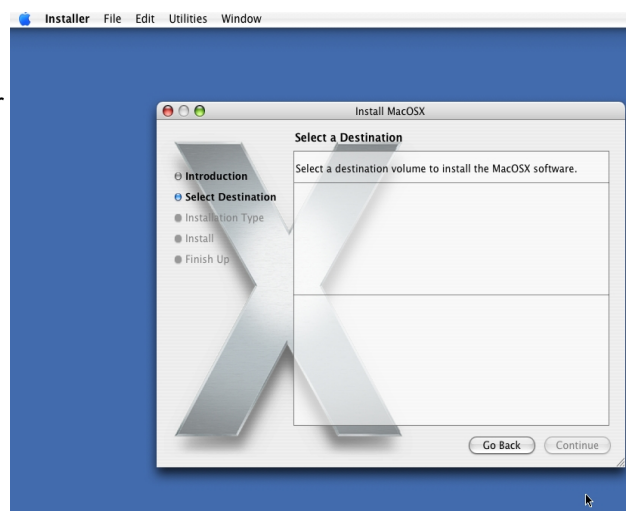 Installer File Edit Utilities Window
Install MacOSX
Select a Destination
Select a destination volume to install the MacOSX software.
Introduction
Select Destination
Installation Type
Install
Finish Up
Go Back
Continue